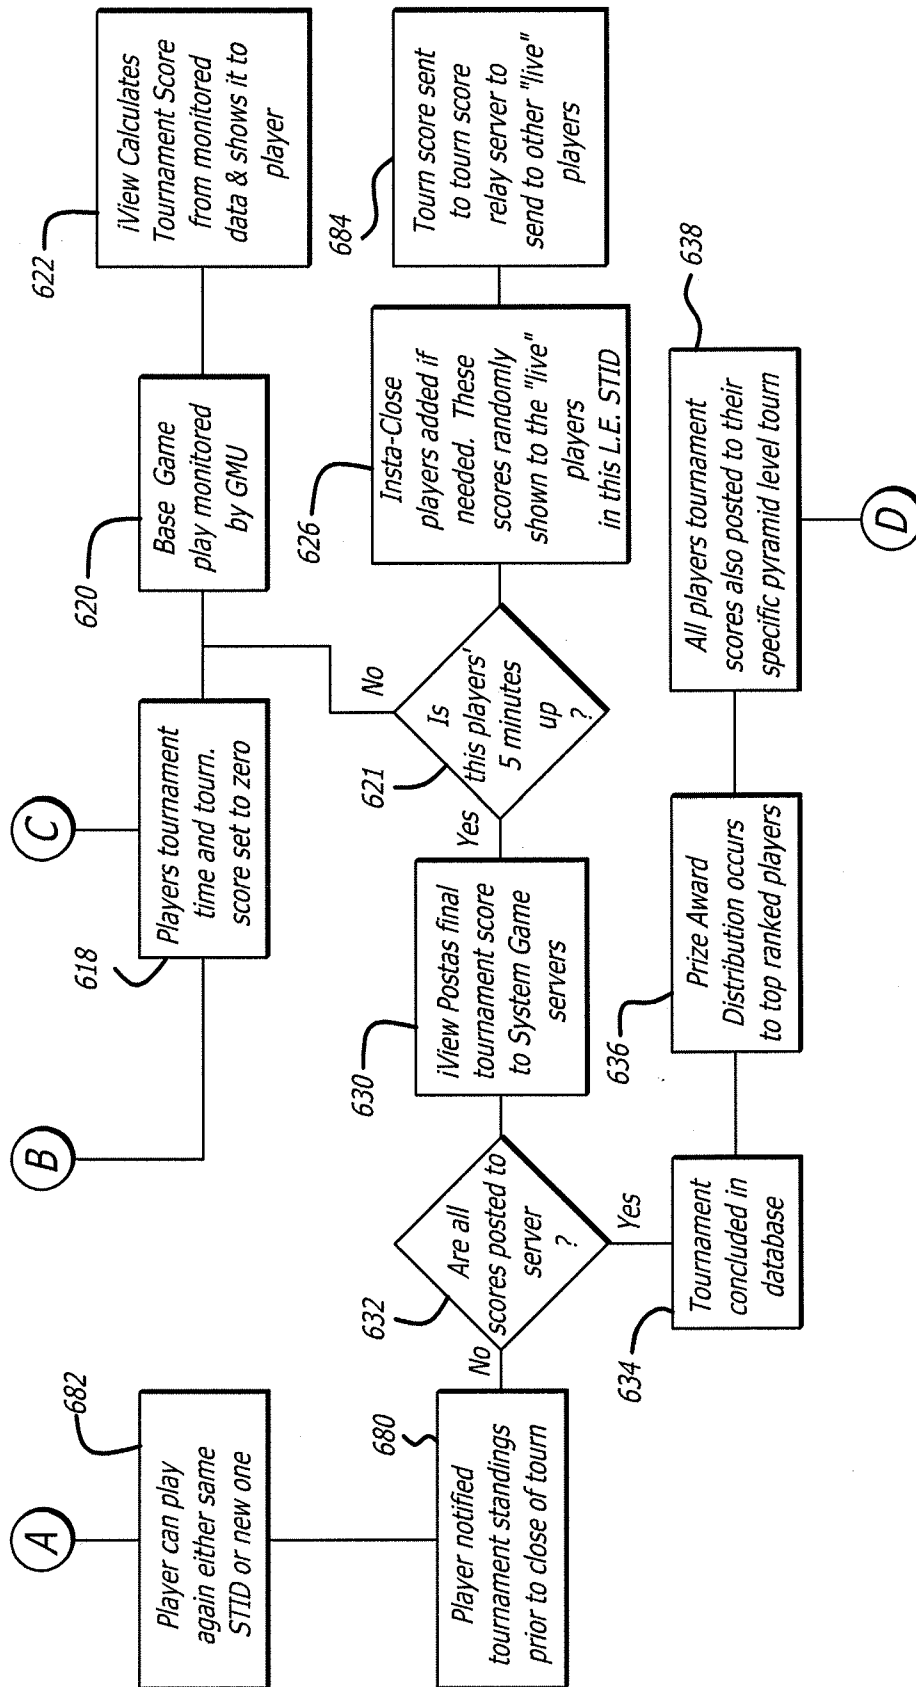 A
682
Player can play
again either same
STID or new one
680
Player notified
tournament standings
prior to close of tourn
B
C
618
Players tournament
time and tourn.
score set to zero
620
Base Game
play monitored
by GMU
622
iView Calculates
Tournament Score
from monitored
data & shows it to
player
No
632
Are all
scores posted to
server
?
Yes
630
iView Postas final
tournament score
to System Game
servers
Yes
621
Is
this players'
5 minutes
up
?
No
626
Insta-Close
players added if
needed. These
scores randomly
shown to the "live"
players
in this L.E. STID
684
Tourn score sent
to tourn score
relay server to
send to other "live"
players
634
Tournament
concluded in
database
636
Prize Award
Distribution occurs
to top ranked players
638
All players tournament
scores also posted to their
specific pyramid level tourn
D